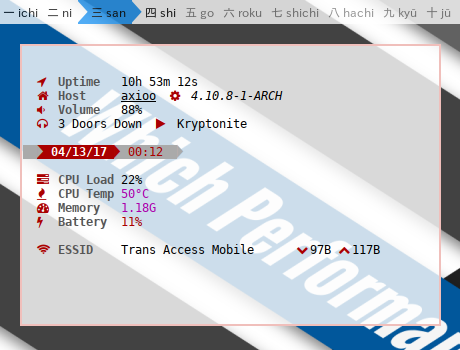 一 ichi 二 ni 三 san 四 shi 五 go 六 roku 七 shichi 八 hachi 九 kyū 十 jū
Uptime 10h 53m 12s
Host axioo 4.10.8-1-ARCH
Volume 88%
3 Doors Down Kryptonite
04/13/17 00:12
CPU Load 22%
CPU Temp 50°C
Memory 1.18G
Battery 11%
ESSID Trans Access Mobile 97B 117B
Which Performan